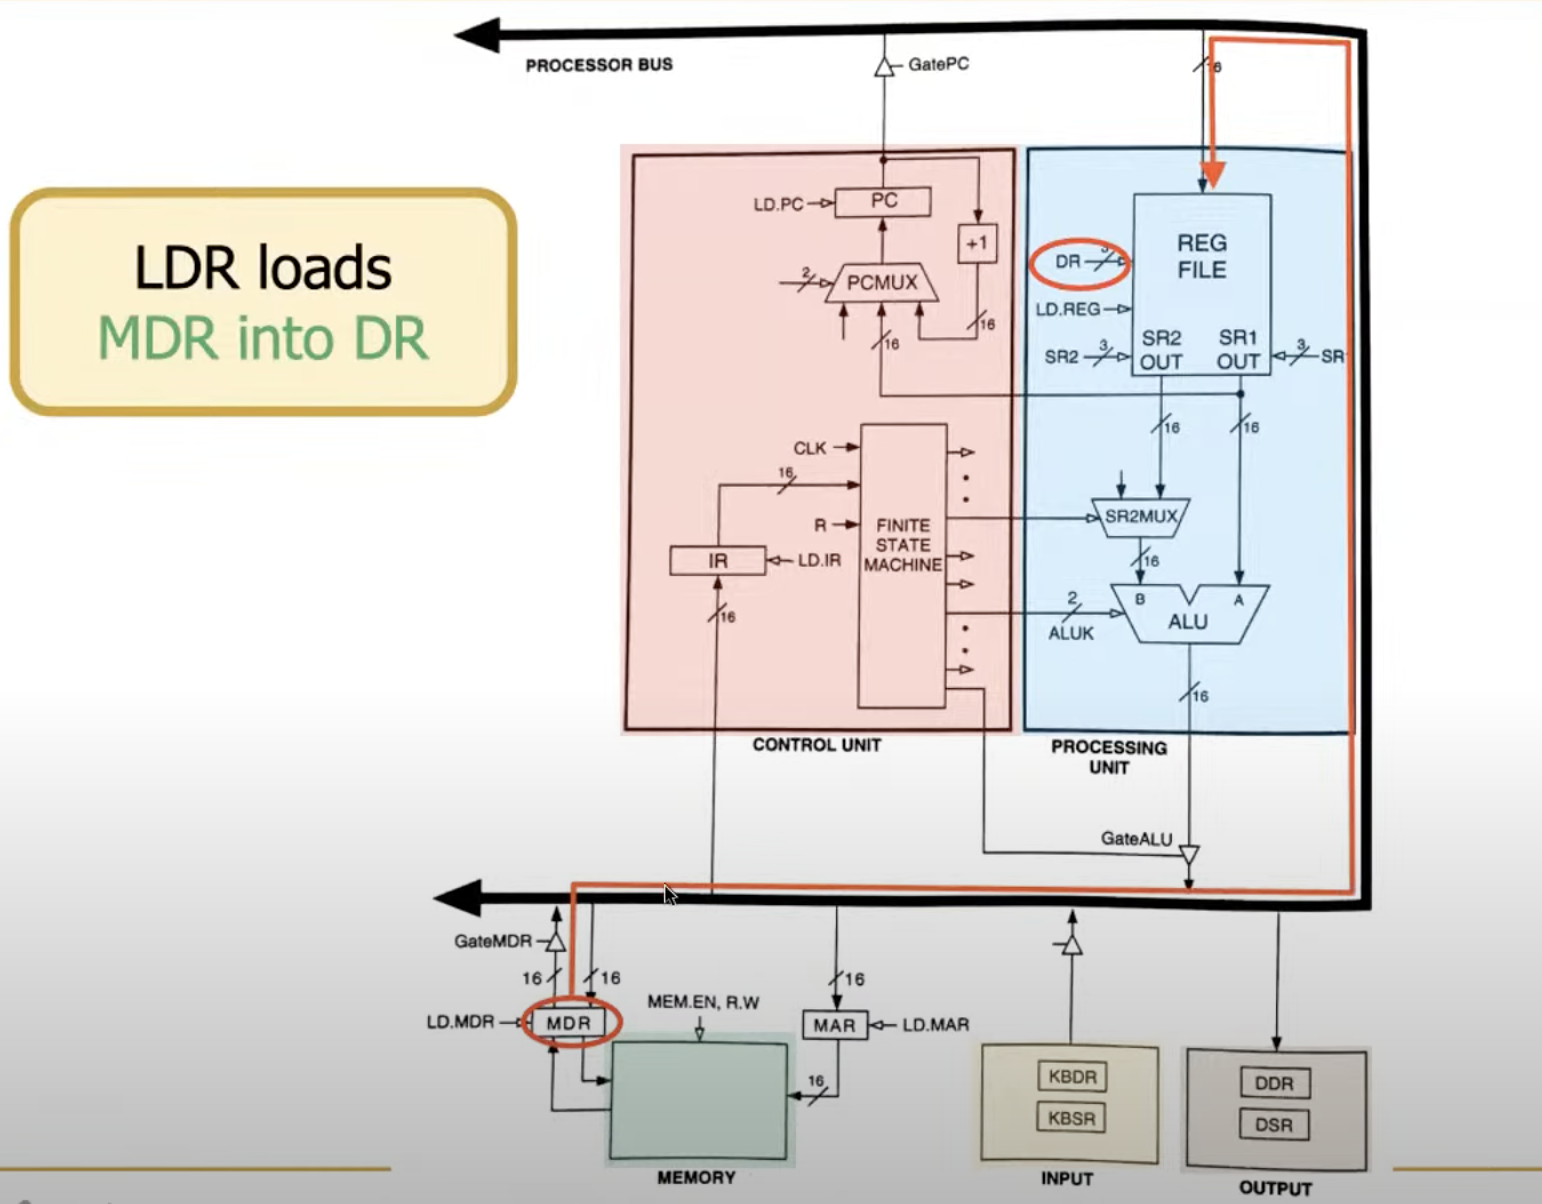 PROCESSOR BUS
GatePC
16
LDR loads
MDR into DR
LD.PC
PC
+1
2
PCMUX
16
16
REG
FILE
3
DR
LD.REG
SR2
OUT
SR1
OUT
SR2
3
3
SR
16
16
CLK
16
R
FINITE
STATE
MACHINE
IR
LD.IR
16
SR2MUX
16
B
A
ALU
2
ALUK
16
CONTROL UNIT
PROCESSING
UNIT
GateALU
GateMDR
16
16
LD.MDR
MDR
MEM.EN, R.W
16
MAR
LD.MAR
16
KBDR
KBSR
DDR
DSR
MEMORY
INPUT
OUTPUT